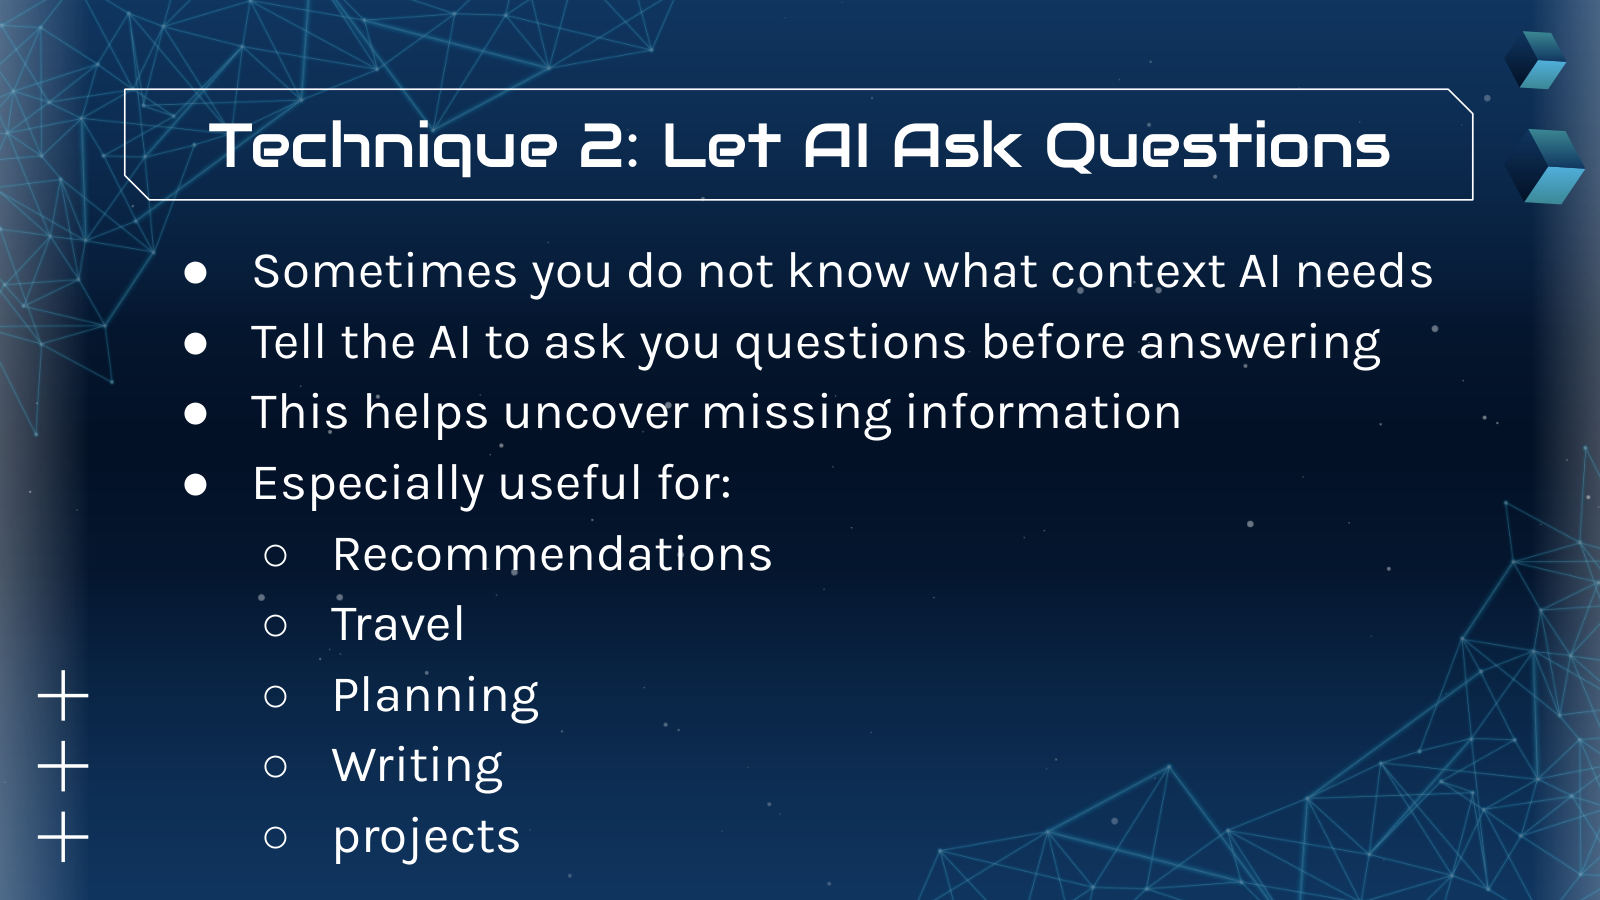 Technique 2: Let AI Ask Questions
● Sometimes you do not know what context AI needs
● Tell the AI to ask you questions before answering
● This helps uncover missing information
● Especially useful for:
○ Recommendations
○ Travel
○ Planning
○ Writing
○ projects